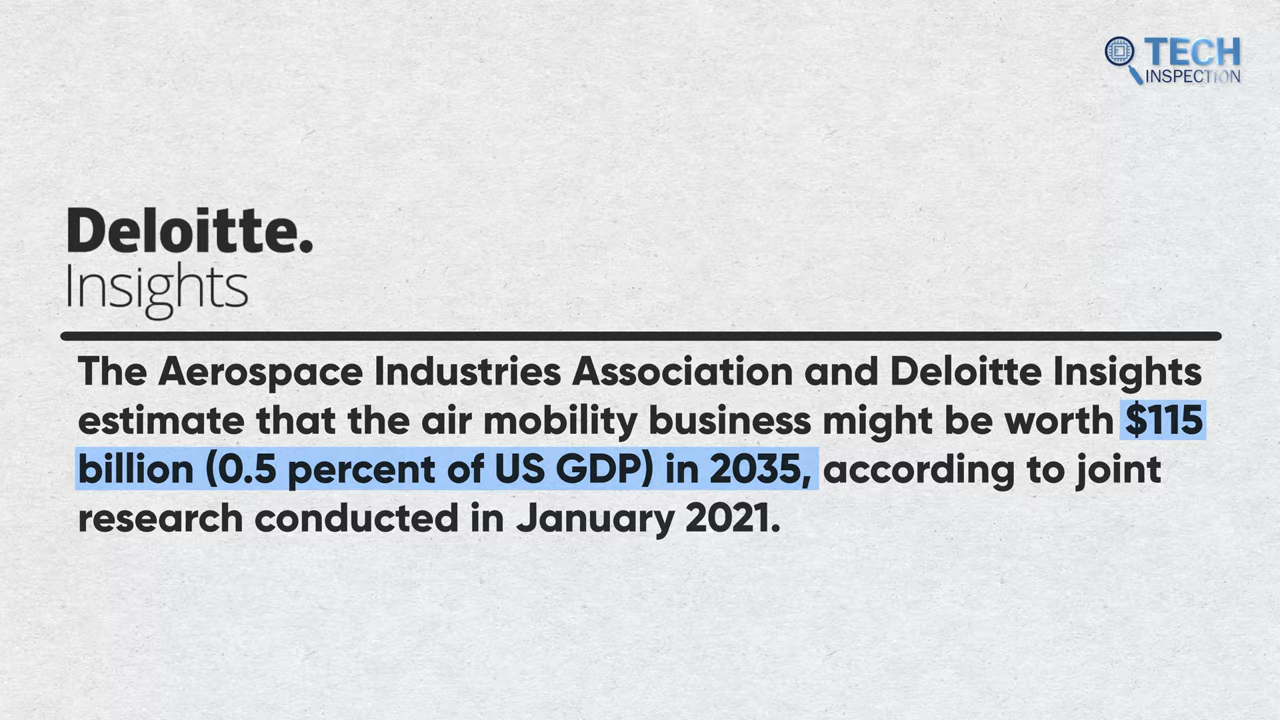 TECH
INSPECTION
Deloitte.
Insights
The Aerospace Industries Association and Deloitte Insights
estimate that the air mobility business might be worth $115
billion (0.5 percent of US GDP) in 2035, according to joint
research conducted in January 2021.